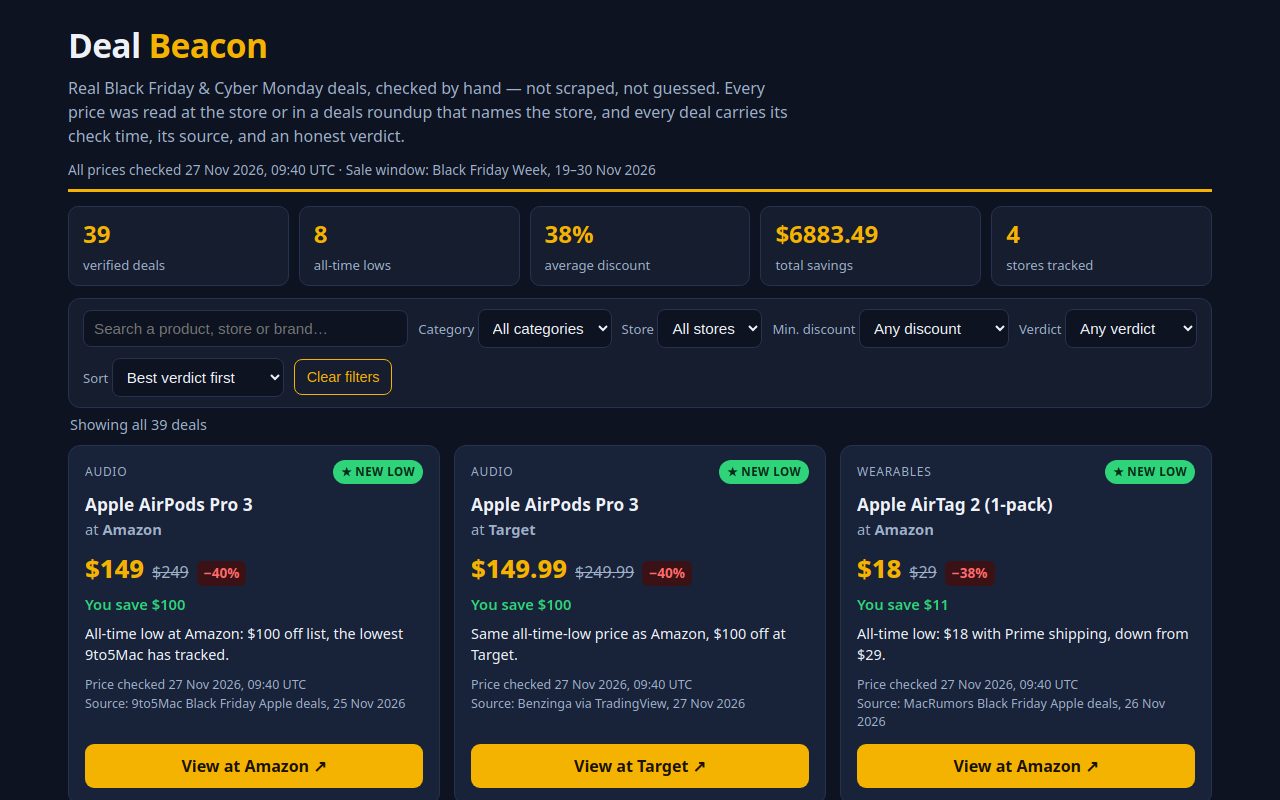 Deal Beacon
Real Black Friday & Cyber Monday deals, checked by hand — not scraped, not guessed. Every
price was read at the store or in a deals roundup that names the store, and every deal carries its
check time, its source, and an honest verdict.
All prices checked 27 Nov 2026, 09:40 UTC · Sale window: Black Friday Week, 19–30 Nov 2026
39
verified deals
8
all-time lows
38%
average discount
$6883.49
total savings
4
stores tracked
Search a product, store or brand…
Category All categories
Store All stores
Min. discount Any discount
Verdict Any verdict
Sort Best verdict first
Clear filters
Showing all 39 deals
AUDIO ★ NEW LOW
Apple AirPods Pro 3
at Amazon
$149 $249 −40%
You save $100
All-time low at Amazon: $100 off list, the lowest
9to5Mac has tracked.
Price checked 27 Nov 2026, 09:40 UTC
Source: 9to5Mac Black Friday Apple deals, 25 Nov 2026
View at Amazon ↗
AUDIO ★ NEW LOW
Apple AirPods Pro 3
at Target
$149.99 $249.99 −40%
You save $100
Same all-time-low price as Amazon, $100 off at
Target.
Price checked 27 Nov 2026, 09:40 UTC
Source: Benzinga via TradingView, 27 Nov 2026
View at Target ↗
WEARABLES ★ NEW LOW
Apple AirTag 2 (1-pack)
at Amazon
$18 $29 −38%
You save $11
All-time low: $18 with Prime shipping, down from
$29.
Price checked 27 Nov 2026, 09:40 UTC
Source: MacRumors Black Friday Apple deals, 26 Nov
2026
View at Amazon ↗